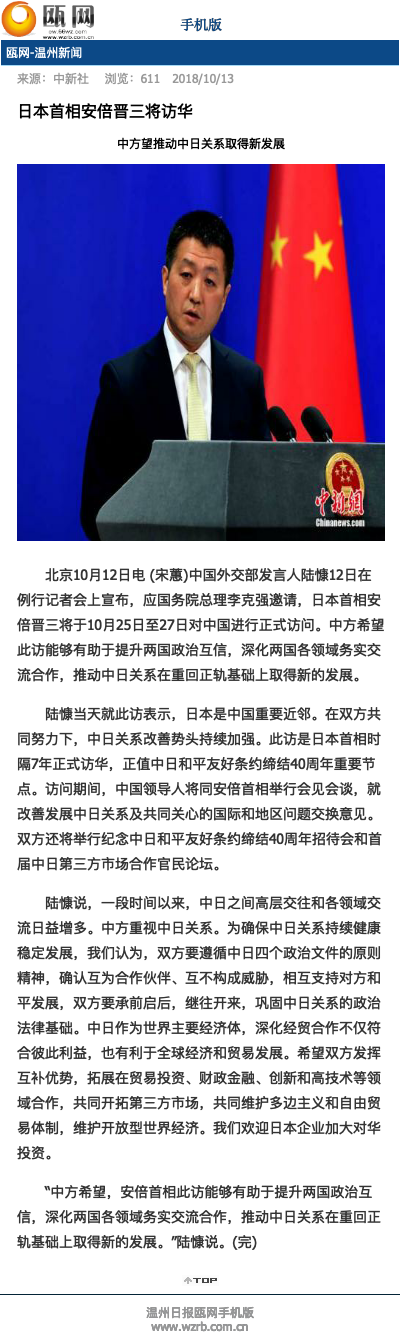 瓯网
cw.66wz.com
www.wzrb.com.cn
手机版
瓯网-温州新闻
来源：中新社 浏览：611 2018/10/13
日本首相安倍晋三将访华
中方望推动中日关系取得新发展
中新網
Chinanews.com
北京10月12日电 (宋蕙)中国外交部发言人陆慷12日在
例行记者会上宣布，应国务院总理李克强邀请，日本首相安
倍晋三将于10月25日至27日对中国进行正式访问。中方希望
此访能够有助于提升两国政治互信，深化两国各领域务实交
流合作，推动中日关系在重回正轨基础上取得新的发展。
陆慷当天就此访表示，日本是中国重要近邻。在双方共
同努力下，中日关系改善势头持续加强。此访是日本首相时
隔7年正式访华，正值中日和平友好条约缔结40周年重要节
点。访问期间，中国领导人将同安倍首相举行会见会谈，就
改善发展中日关系及共同关心的国际和地区问题交换意见。
双方还将举行纪念中日和平友好条约缔结40周年招待会和首
届中日第三方市场合作官民论坛。
陆慷说，一段时间以来，中日之间高层交往和各领域交
流日益增多。中方重视中日关系。为确保中日关系持续健康
稳定发展，我们认为，双方要遵循中日四个政治文件的原则
精神，确认互为合作伙伴、互不构成威胁，相互支持对方和
平发展，双方要承前启后，继往开来，巩固中日关系的政治
法律基础。中日作为世界主要经济体，深化经贸合作不仅符
合彼此利益，也有利于全球经济和贸易发展。希望双方发挥
互补优势，拓展在贸易投资、财政金融、创新和高技术等领
域合作，共同开拓第三方市场，共同维护多边主义和自由贸
易体制，维护开放型世界经济。我们欢迎日本企业加大对华
投资。
“中方希望，安倍首相此访能够有助于提升两国政治互
信，深化两国各领域务实交流合作，推动中日关系在重回正
轨基础上取得新的发展。”陆慷说。(完)
TOP
温州日报瓯网手机版
www.wzrb.com.cn